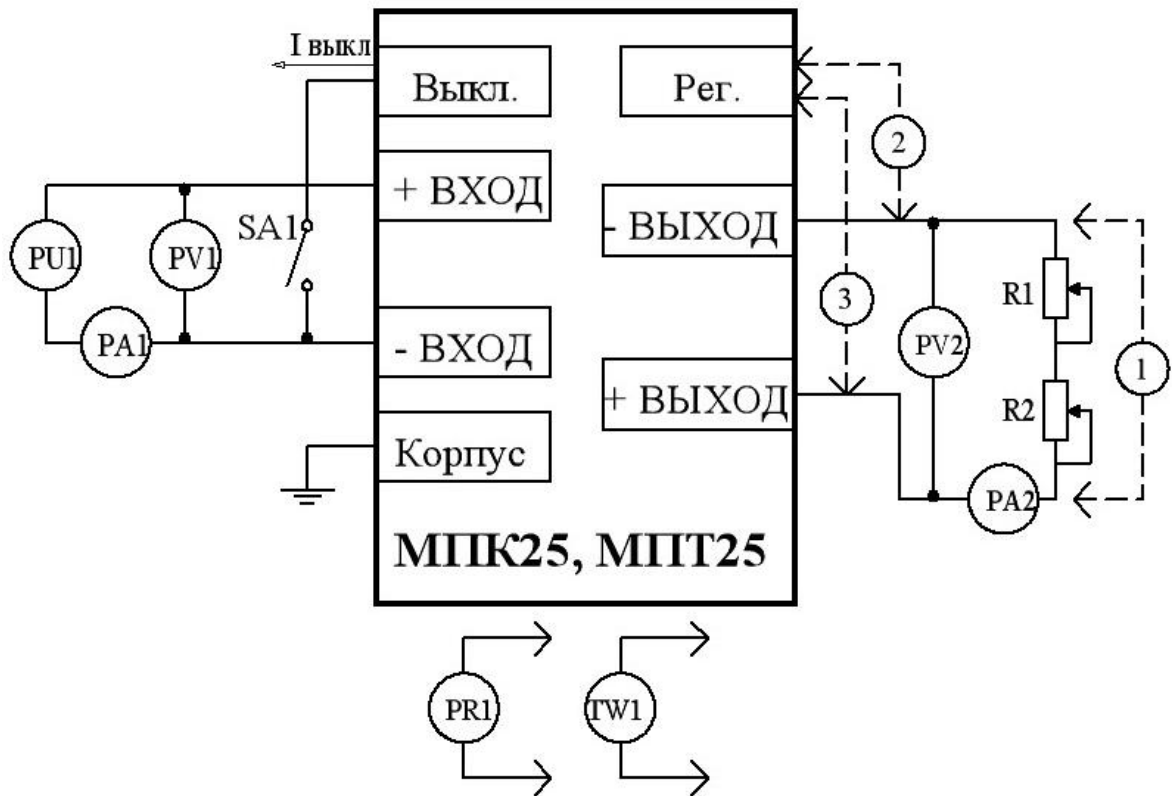 I выкл
Выкл.
Рег.
2
+ ВХОД
SA1
- ВЫХОД
PU1
PV1
R1
3
PA1
- ВХОД
PV2
1
+ ВЫХОД
R2
Корпус
PA2
МПК25, МПТ25
PR1
TW1